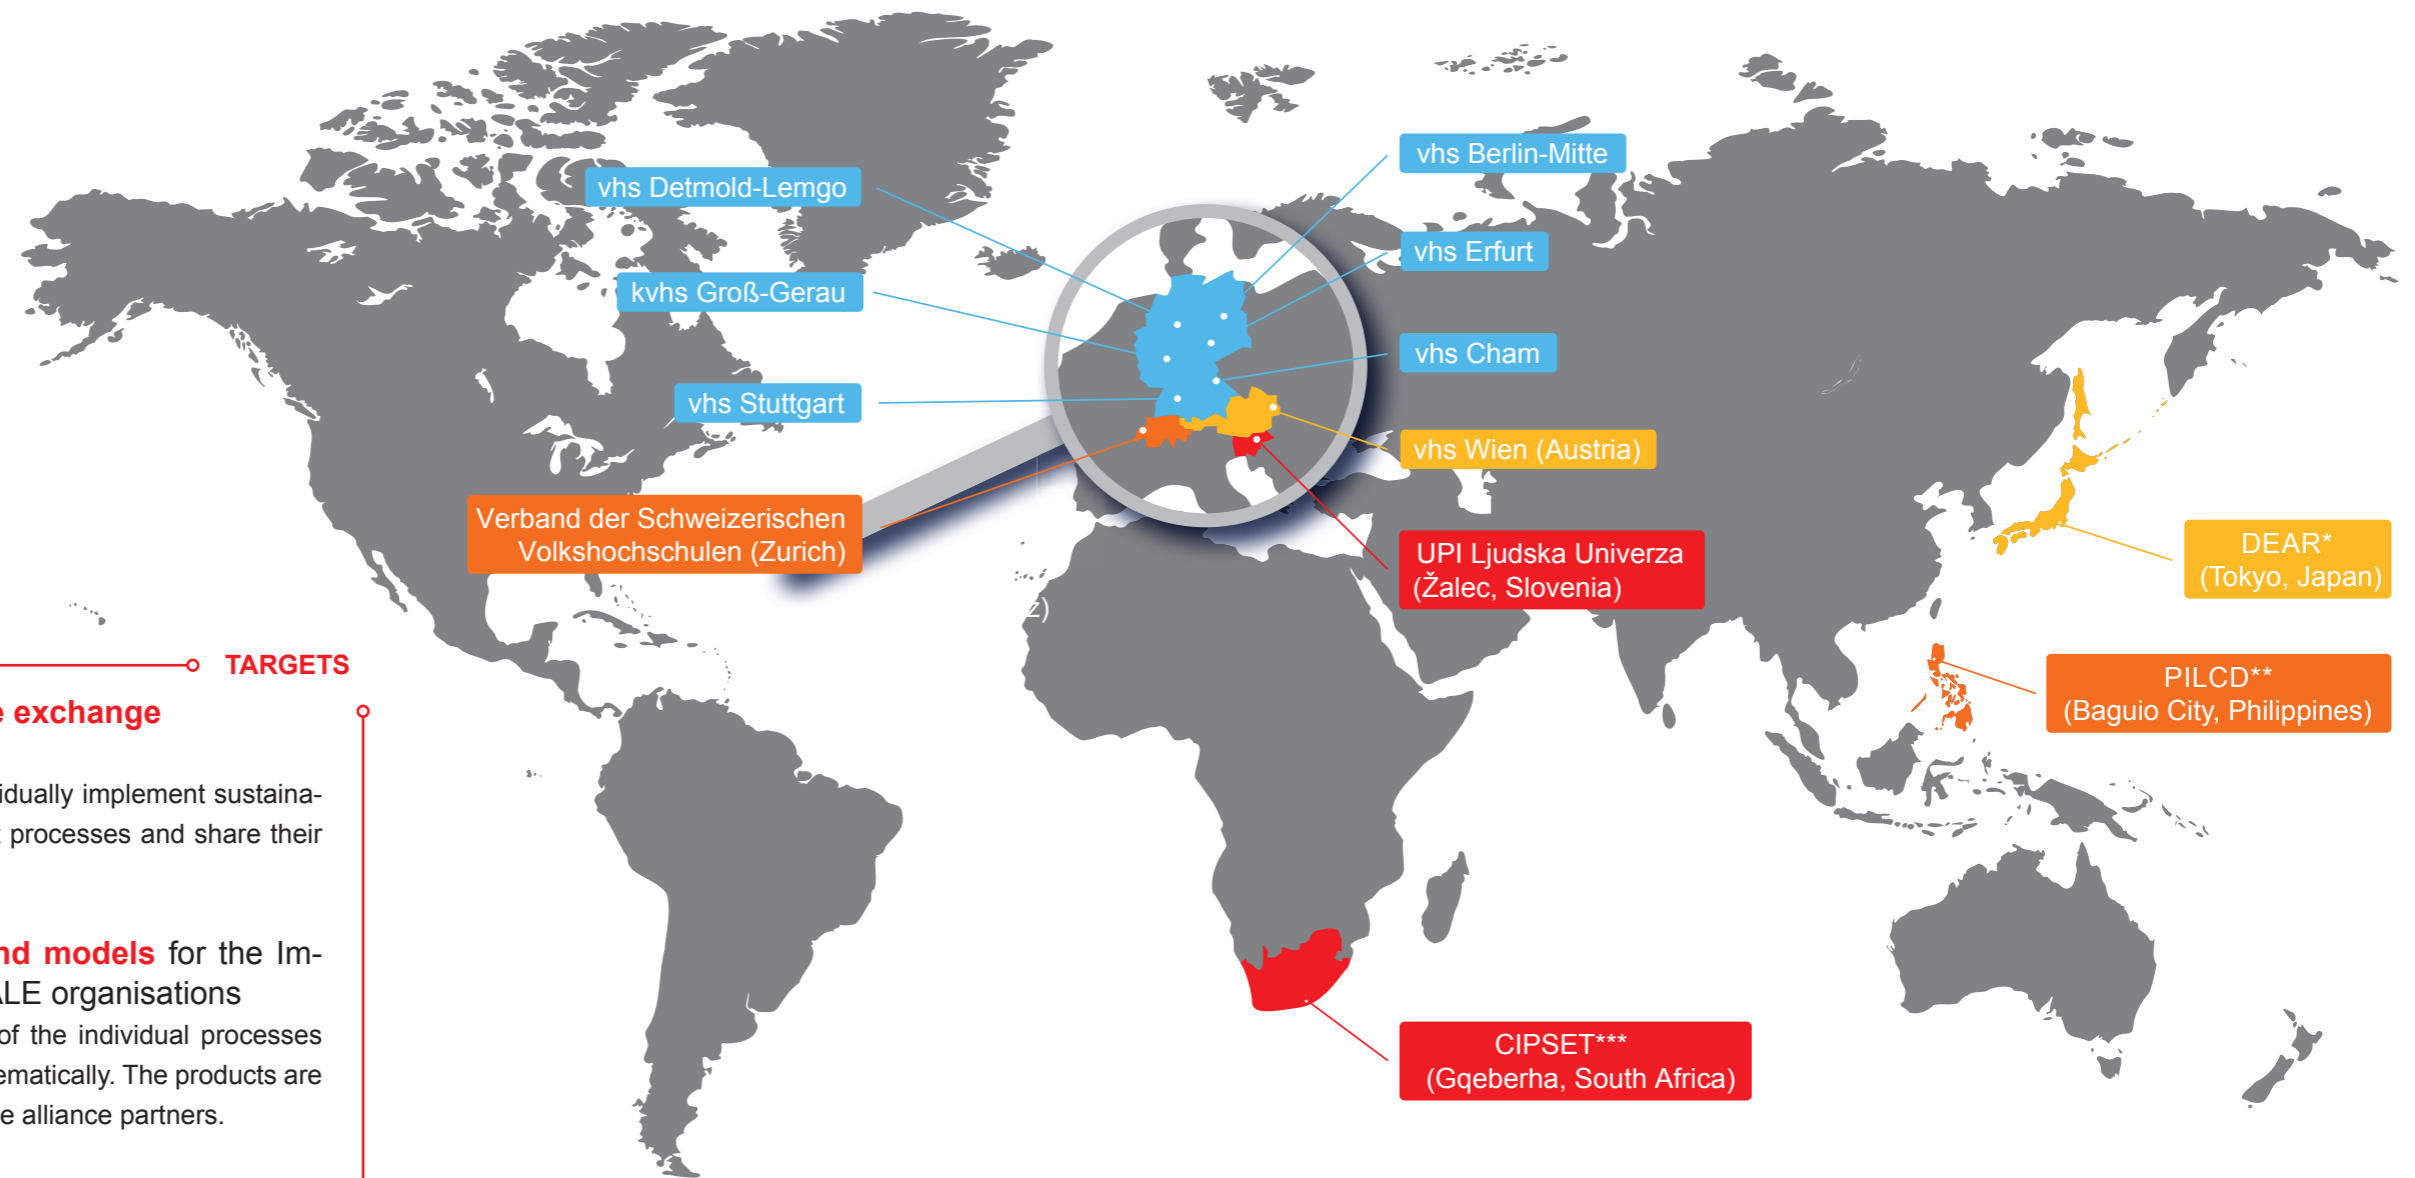 vhs Berlin-Mitte
vhs Detmold-Lemgo
vhs Erfurt
kvhs Groß-Gerau
vhs Cham
vhs Stuttgart
vhs Wien (Austria)
Verband der Schweizerischen
Volkshochschulen (Zurich)
UPI Ljudska Univerza
(Žalec, Slovenia)
DEAR*
(Tokyo, Japan)
z)
PILCD**
(Baguio City, Philippines)
CIPSET***
(Gqeberha, South Africa)
TARGETS
e exchange
idually implement sustaina-
t processes and share their
nd models for the Im-
ALE organisations
of the individual processes
ematically. The products are
e alliance partners.